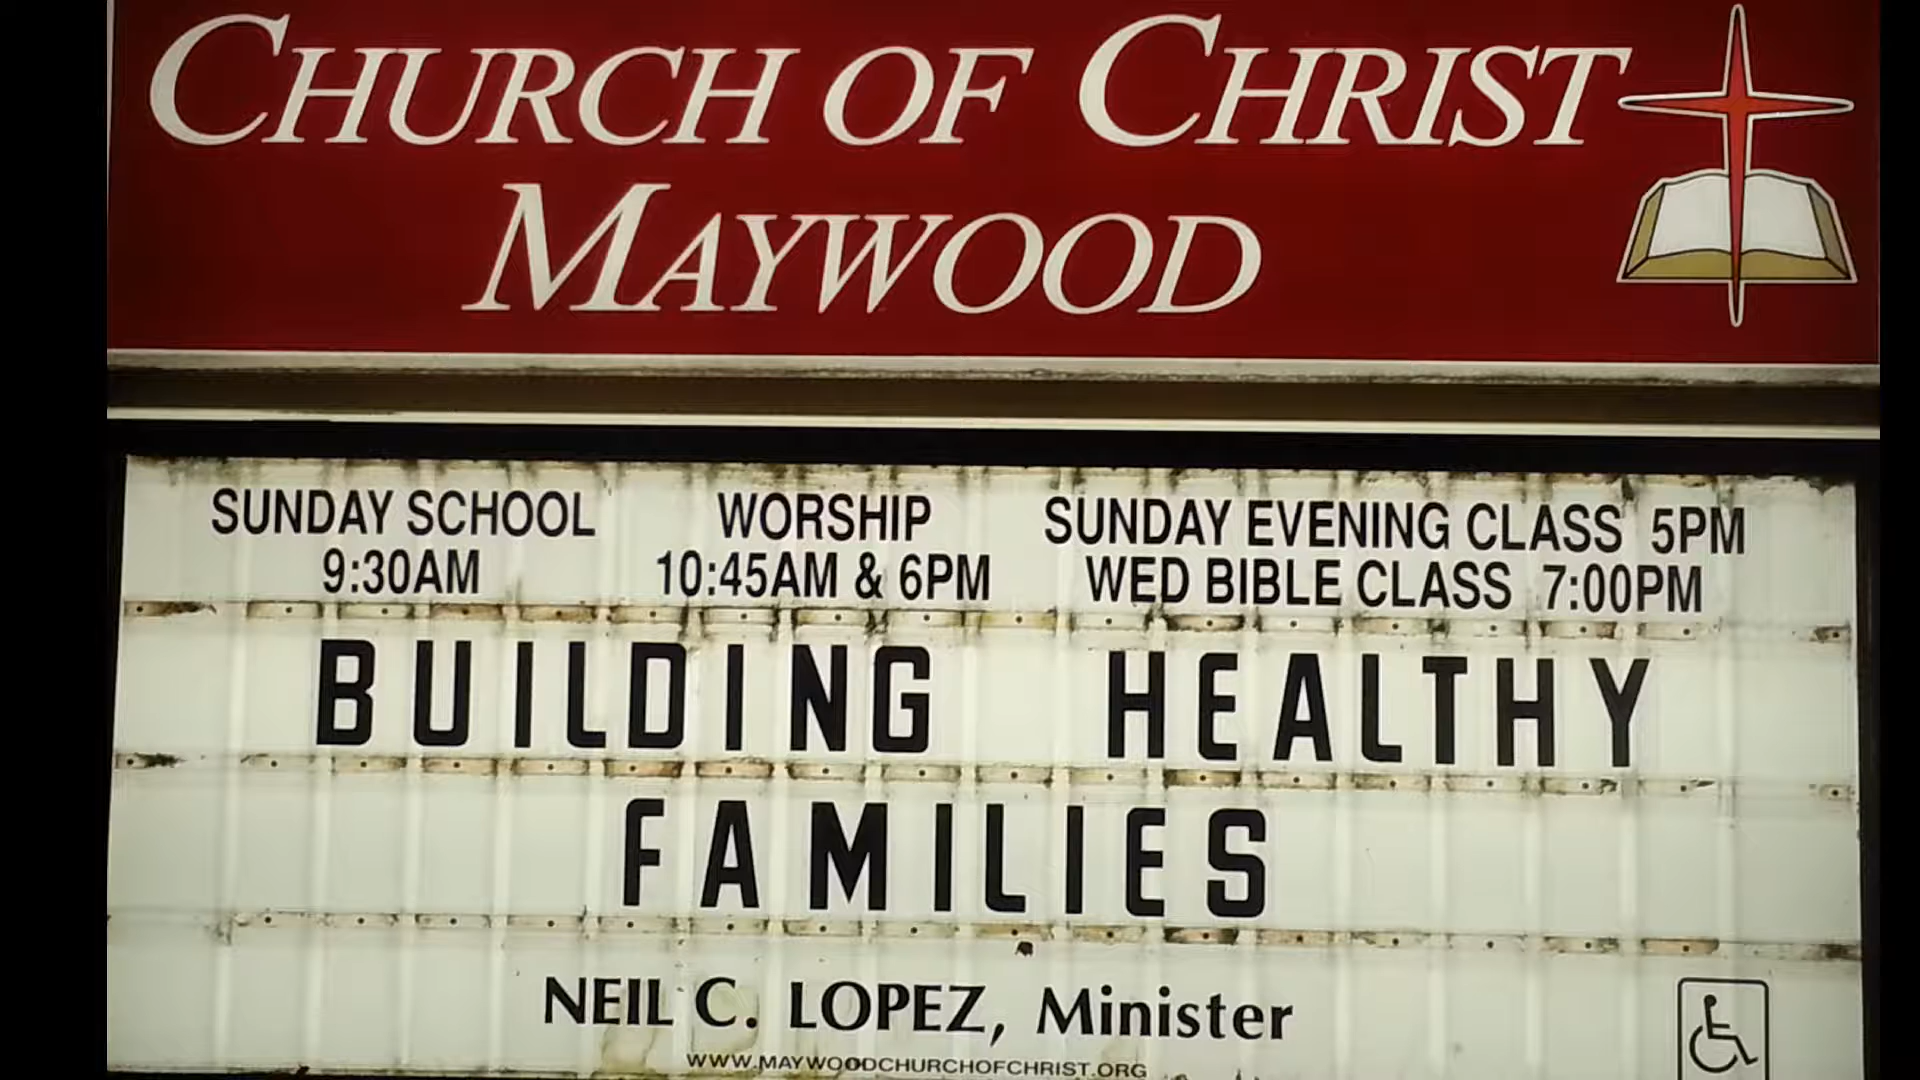 CHURCH OF CHRIST
MAYWOOD
SUNDAY SCHOOL WORSHIP SUNDAY EVENING CLASS 5PM
9:30AM 10:45AM & 6PM WED BIBLE CLASS 7:00PM
BUILDING HEALTHY
FAMILIES
NEIL C. LOPEZ, Minister
WWW.MAYWOODCHURCHOFCHRIST.ORG